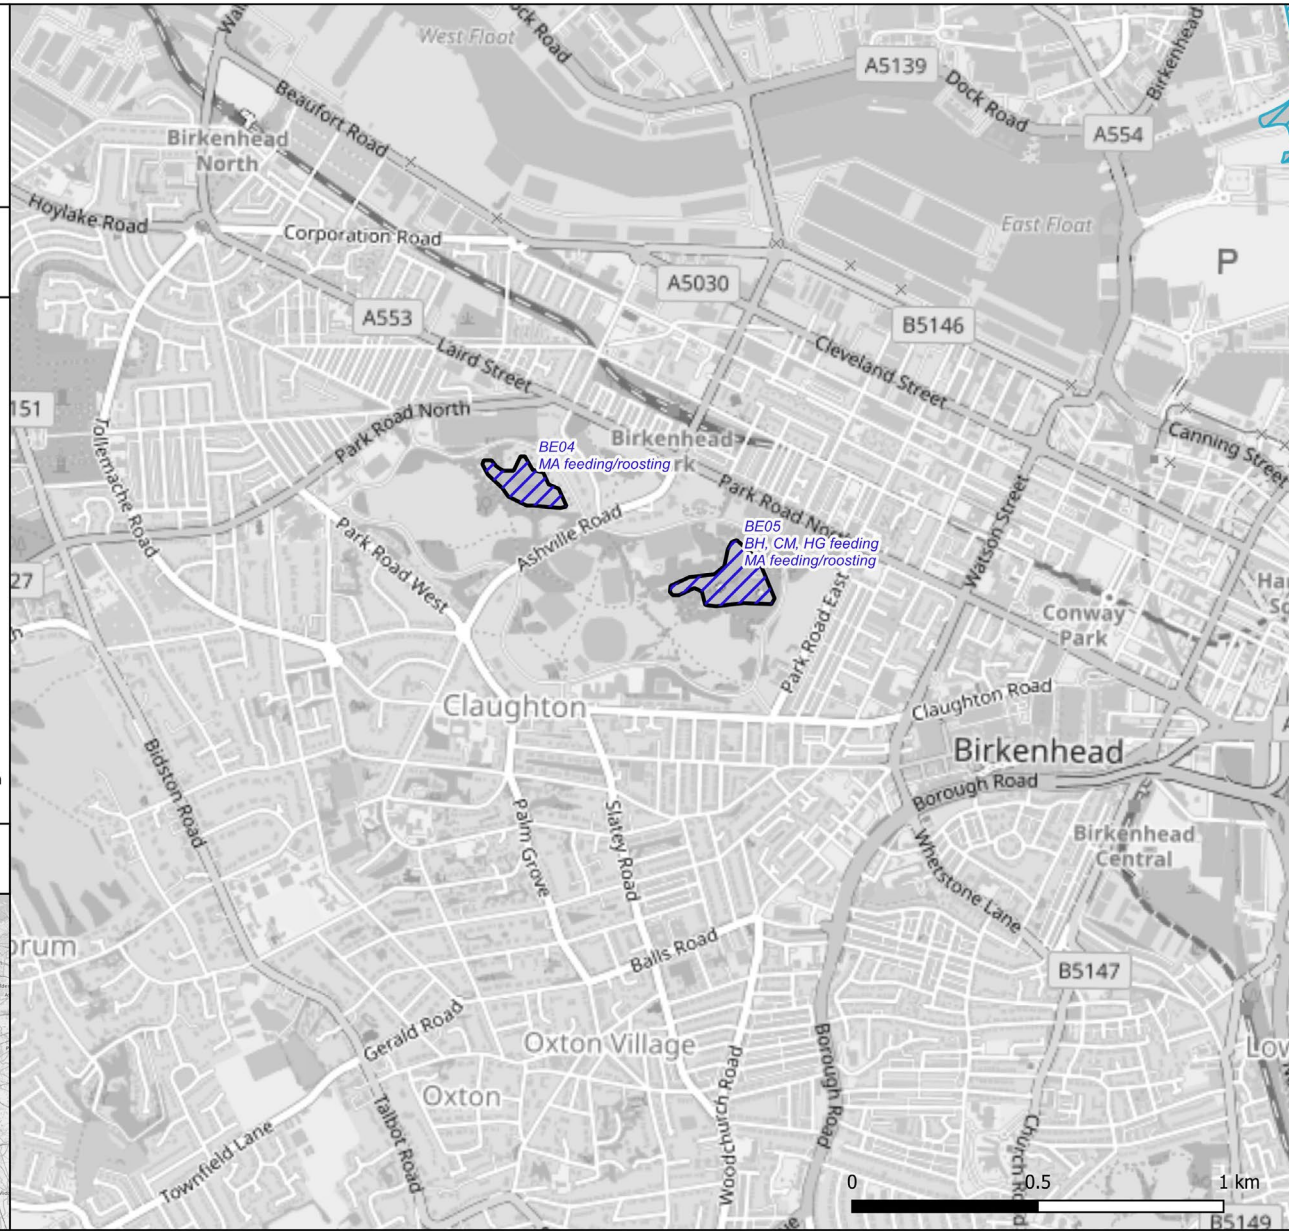 West Float
A5139
Dock Road
Birkenhead
Beaufort Road
A554
Birkenhead
North
Hoylake Road
Corporation Road
East Float
P
A5030
A553
B5146
Laird Street
Cleveland Street
151
Park Road North
Canning Street
Tollemache Road
Birkenhead
BE04
MA feeding/roosting
Park Road North
Watson Street
BE05
BH, CM, HG feeding
MA feeding/roosting
Ashville Road
Park Road West
27
Park Road East
Conway
Park
Claughton
Claughton Road
Birkenhead
Borough Road
Bidston Road
Palm Grove
Slatey Road
Birkenhead
Central
Whetstone Lane
Balls Road
B5147
Gerald Road
Oxton Village
Oxton
Woodchurch Road
Borough Road
Talbot Road
Townfield Lane
0 0.5 1 km
B5149